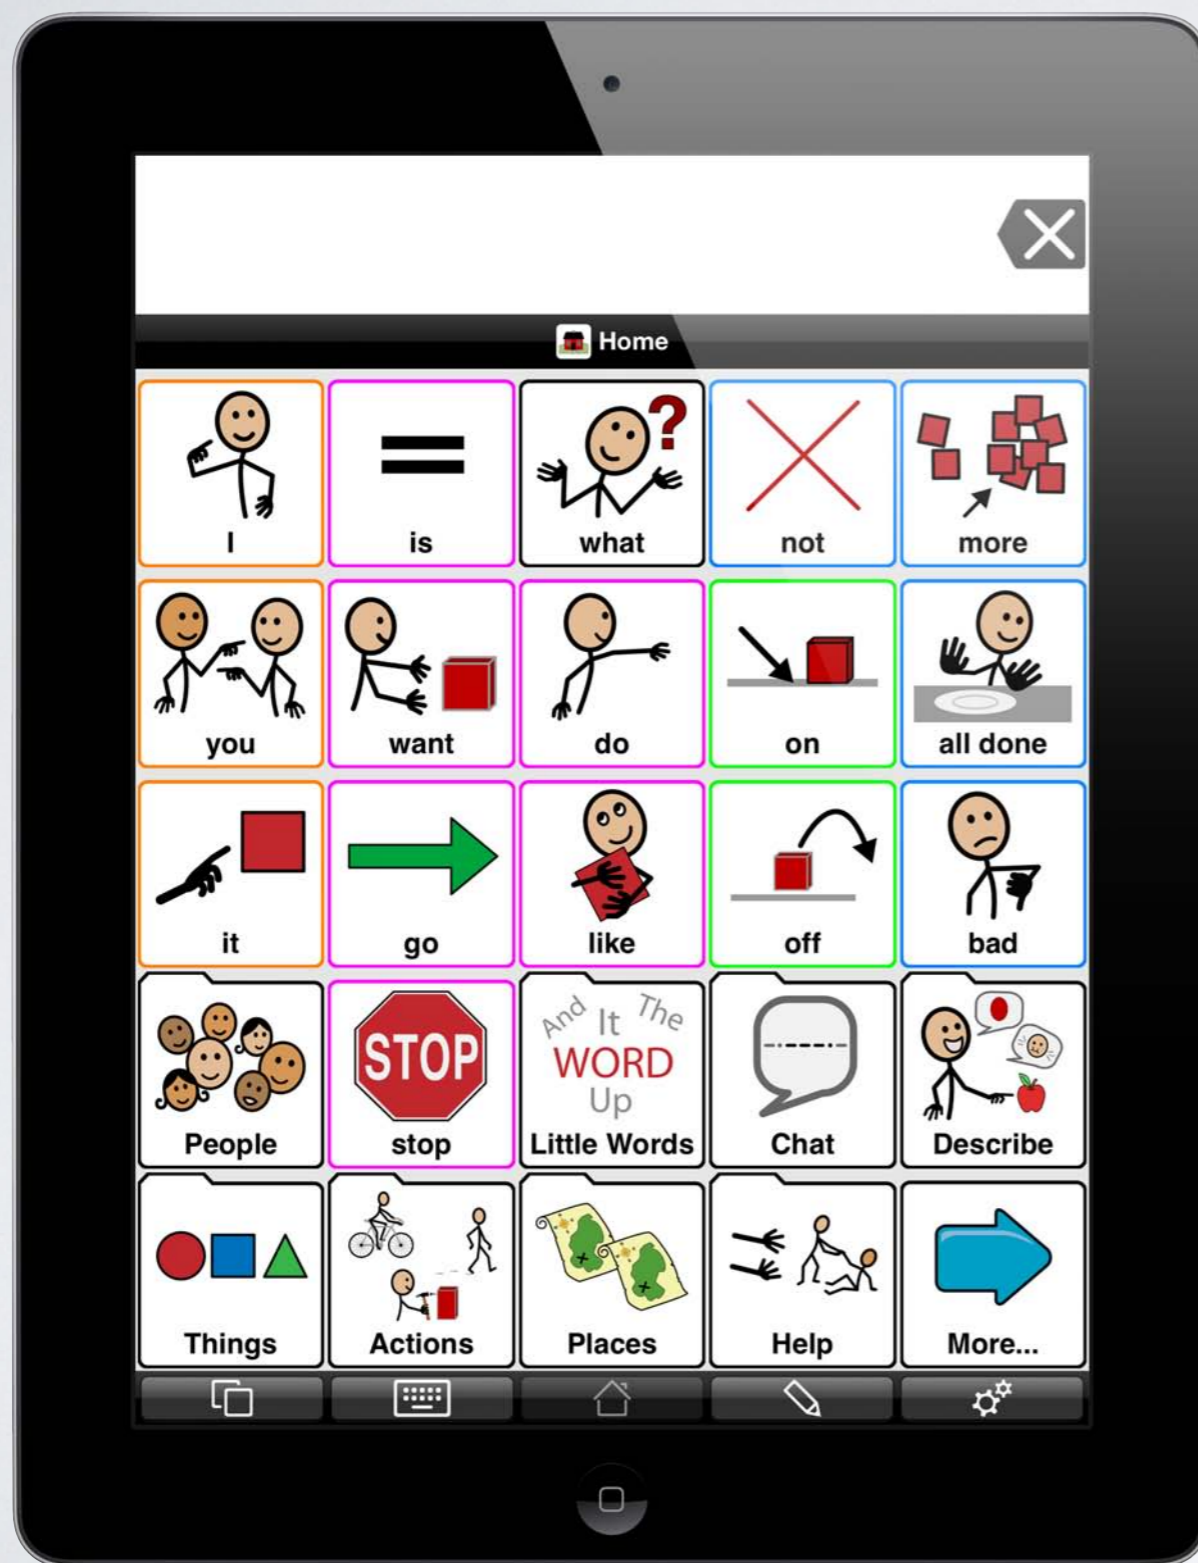 Home
I
is
what
?
not
more
you
want
do
on
all done
it
go
like
off
bad
People
STOP
stop
And It The
WORD
Up
Little Words
Chat
Describe
Things
Actions
Places
Help
More...